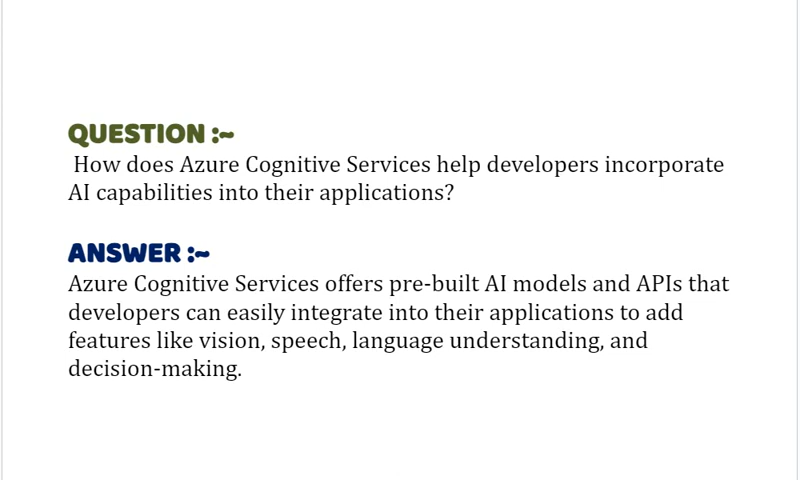 QUESTION :~
How does Azure Cognitive Services help developers incorporate
AI capabilities into their applications?
ANSWER :~
Azure Cognitive Services offers pre-built AI models and APIs that
developers can easily integrate into their applications to add
features like vision, speech, language understanding, and
decision-making.